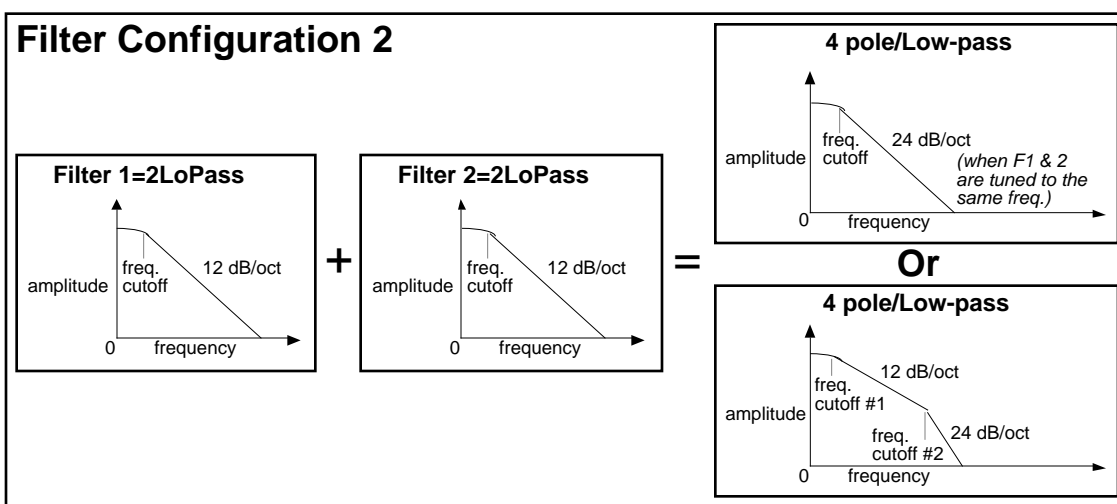 Filter Configuration 2
Filter 1=2LoPass
amplitude
freq.
cutoff
12 dB/oct
0
frequency
+
Filter 2=2LoPass
amplitude
freq.
cutoff
12 dB/oct
0
frequency
=
4 pole/Low-pass
amplitude
freq.
cutoff
24 dB/oct
(when F1 & 2
are tuned to the
same freq.)
0
frequency
Or
4 pole/Low-pass
amplitude
freq.
cutoff #1
12 dB/oct
freq.
cutoff #2
24 dB/oct
0
frequency